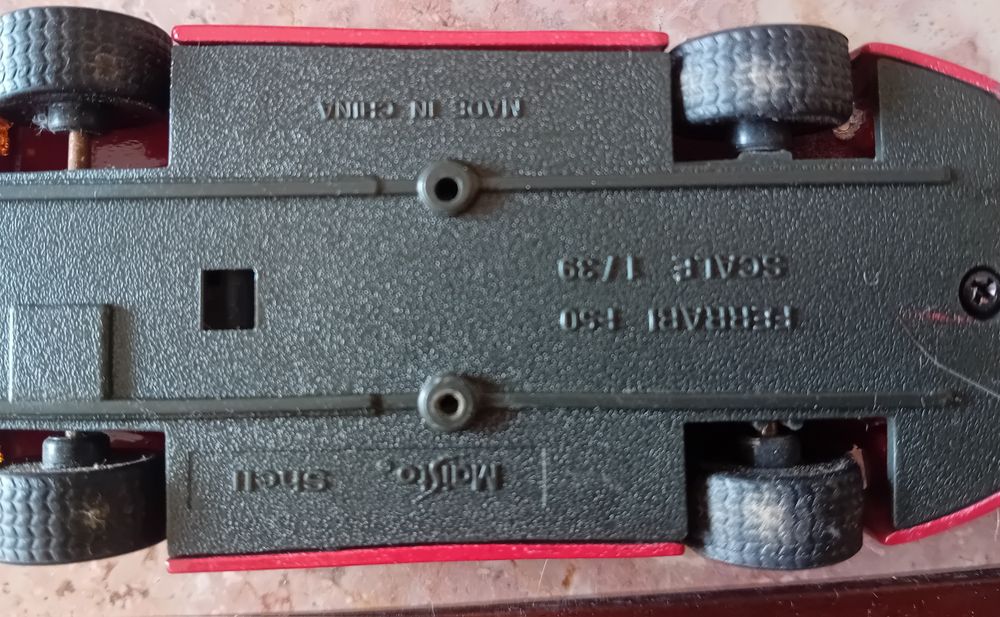 Maisto, Shell
FERRARI F50
SCALE 1/39
MADE IN CHINA